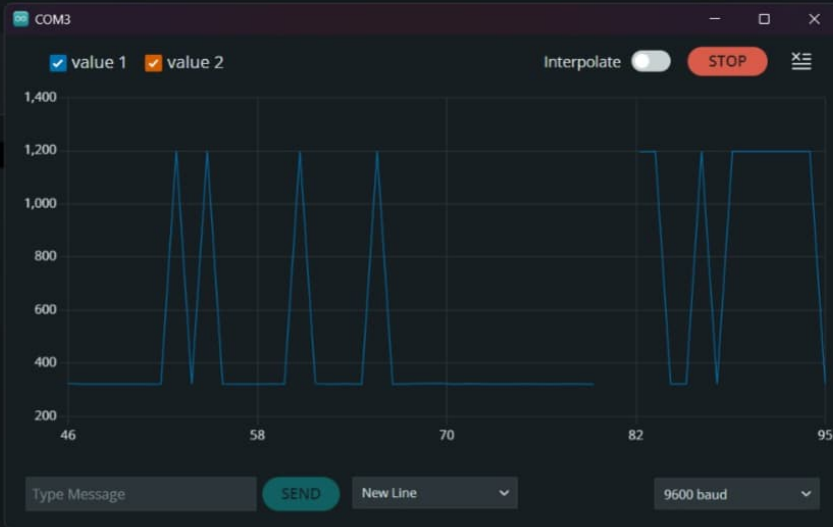 COM3
value 1 value 2 Interpolate STOP
1,400
1,200
1,000
800
600
400
200
46 58 70 82 95
Type Message SEND New Line 9600 baud